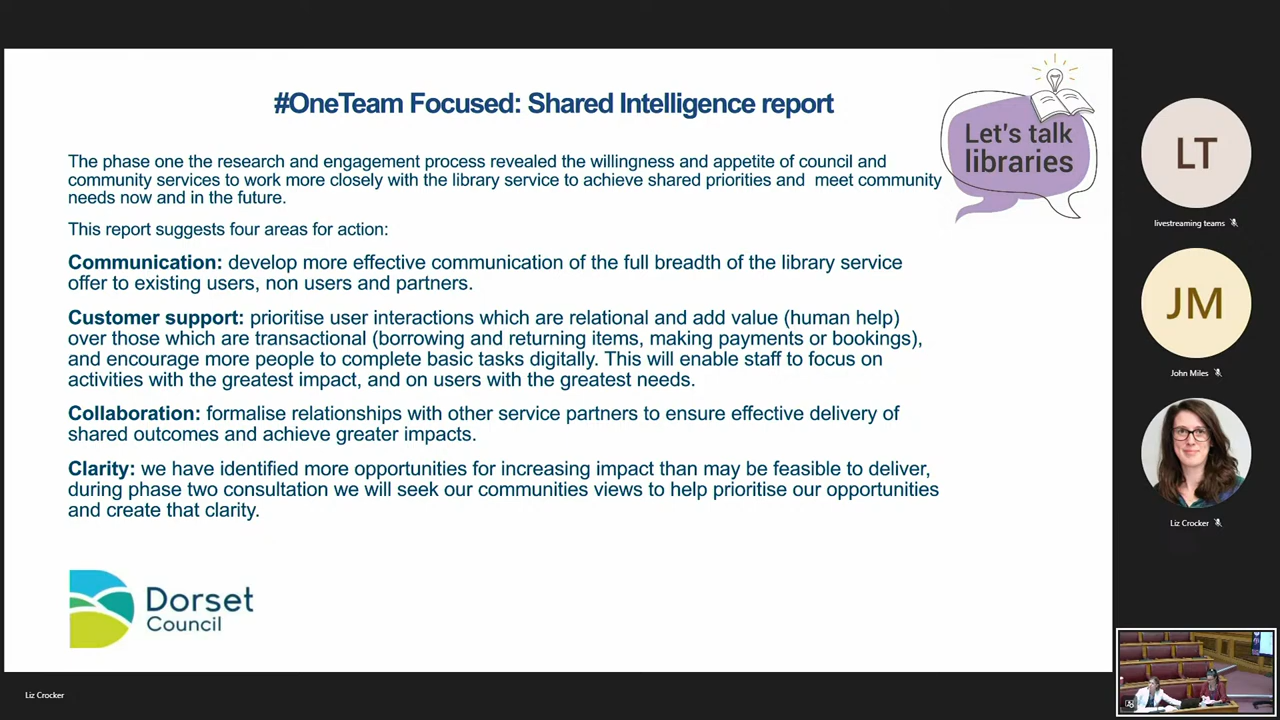 #OneTeam Focused: Shared Intelligence report
Let's talk
libraries
The phase one the research and engagement process revealed the willingness and appetite of council and
community services to work more closely with the library service to achieve shared priorities and meet community
needs now and in the future.
This report suggests four areas for action:
Communication: develop more effective communication of the full breadth of the library service
offer to existing users, non users and partners.
Customer support: prioritise user interactions which are relational and add value (human help)
over those which are transactional (borrowing and returning items, making payments or bookings),
and encourage more people to complete basic tasks digitally. This will enable staff to focus on
activities with the greatest impact, and on users with the greatest needs.
Collaboration: formalise relationships with other service partners to ensure effective delivery of
shared outcomes and achieve greater impacts.
Clarity: we have identified more opportunities for increasing impact than may be feasible to deliver,
during phase two consultation we will seek our communities views to help prioritise our opportunities
and create that clarity.
Dorset
Council
LT
livestreaming teams
JM
John Miles
Liz Crocker
Liz Crocker